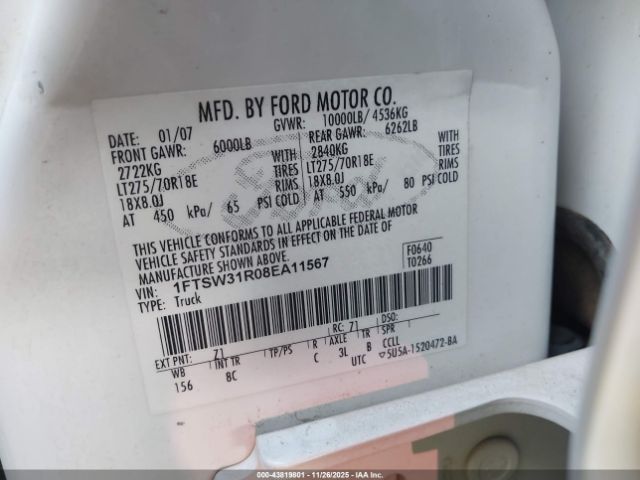 MFD. BY FORD MOTOR CO.
DATE: 01/07 GVWR: 10000LB/ 4536KG
FRONT GAWR: 6000LB REAR GAWR: 6262LB
2722KG WITH 2840KG WITH
LT275/70R18E TIRES LT275/70R18E TIRES
18X8.0J RIMS 18X8.0J RIMS
AT 450 kPa/ 65 PSI COLD AT 550 kPa/ 80 PSI COLD
THIS VEHICLE CONFORMS TO ALL APPLICABLE FEDERAL MOTOR
VEHICLE SAFETY STANDARDS IN EFFECT ON THE DATE OF
MANUFACTURE SHOWN ABOVE.
VIN: 1FTSW31R08EA11567 F0640
TYPE: Truck T0266
EXT PNT: Z1 RC: Z1 DSO:
WB INT TR TP/PS R AXLE TR SPR
156 8C C 3L B CCLL
UTC ▽5U5A-1520472-BA
000-43819801 - 11/26/2025 - IAA Inc.